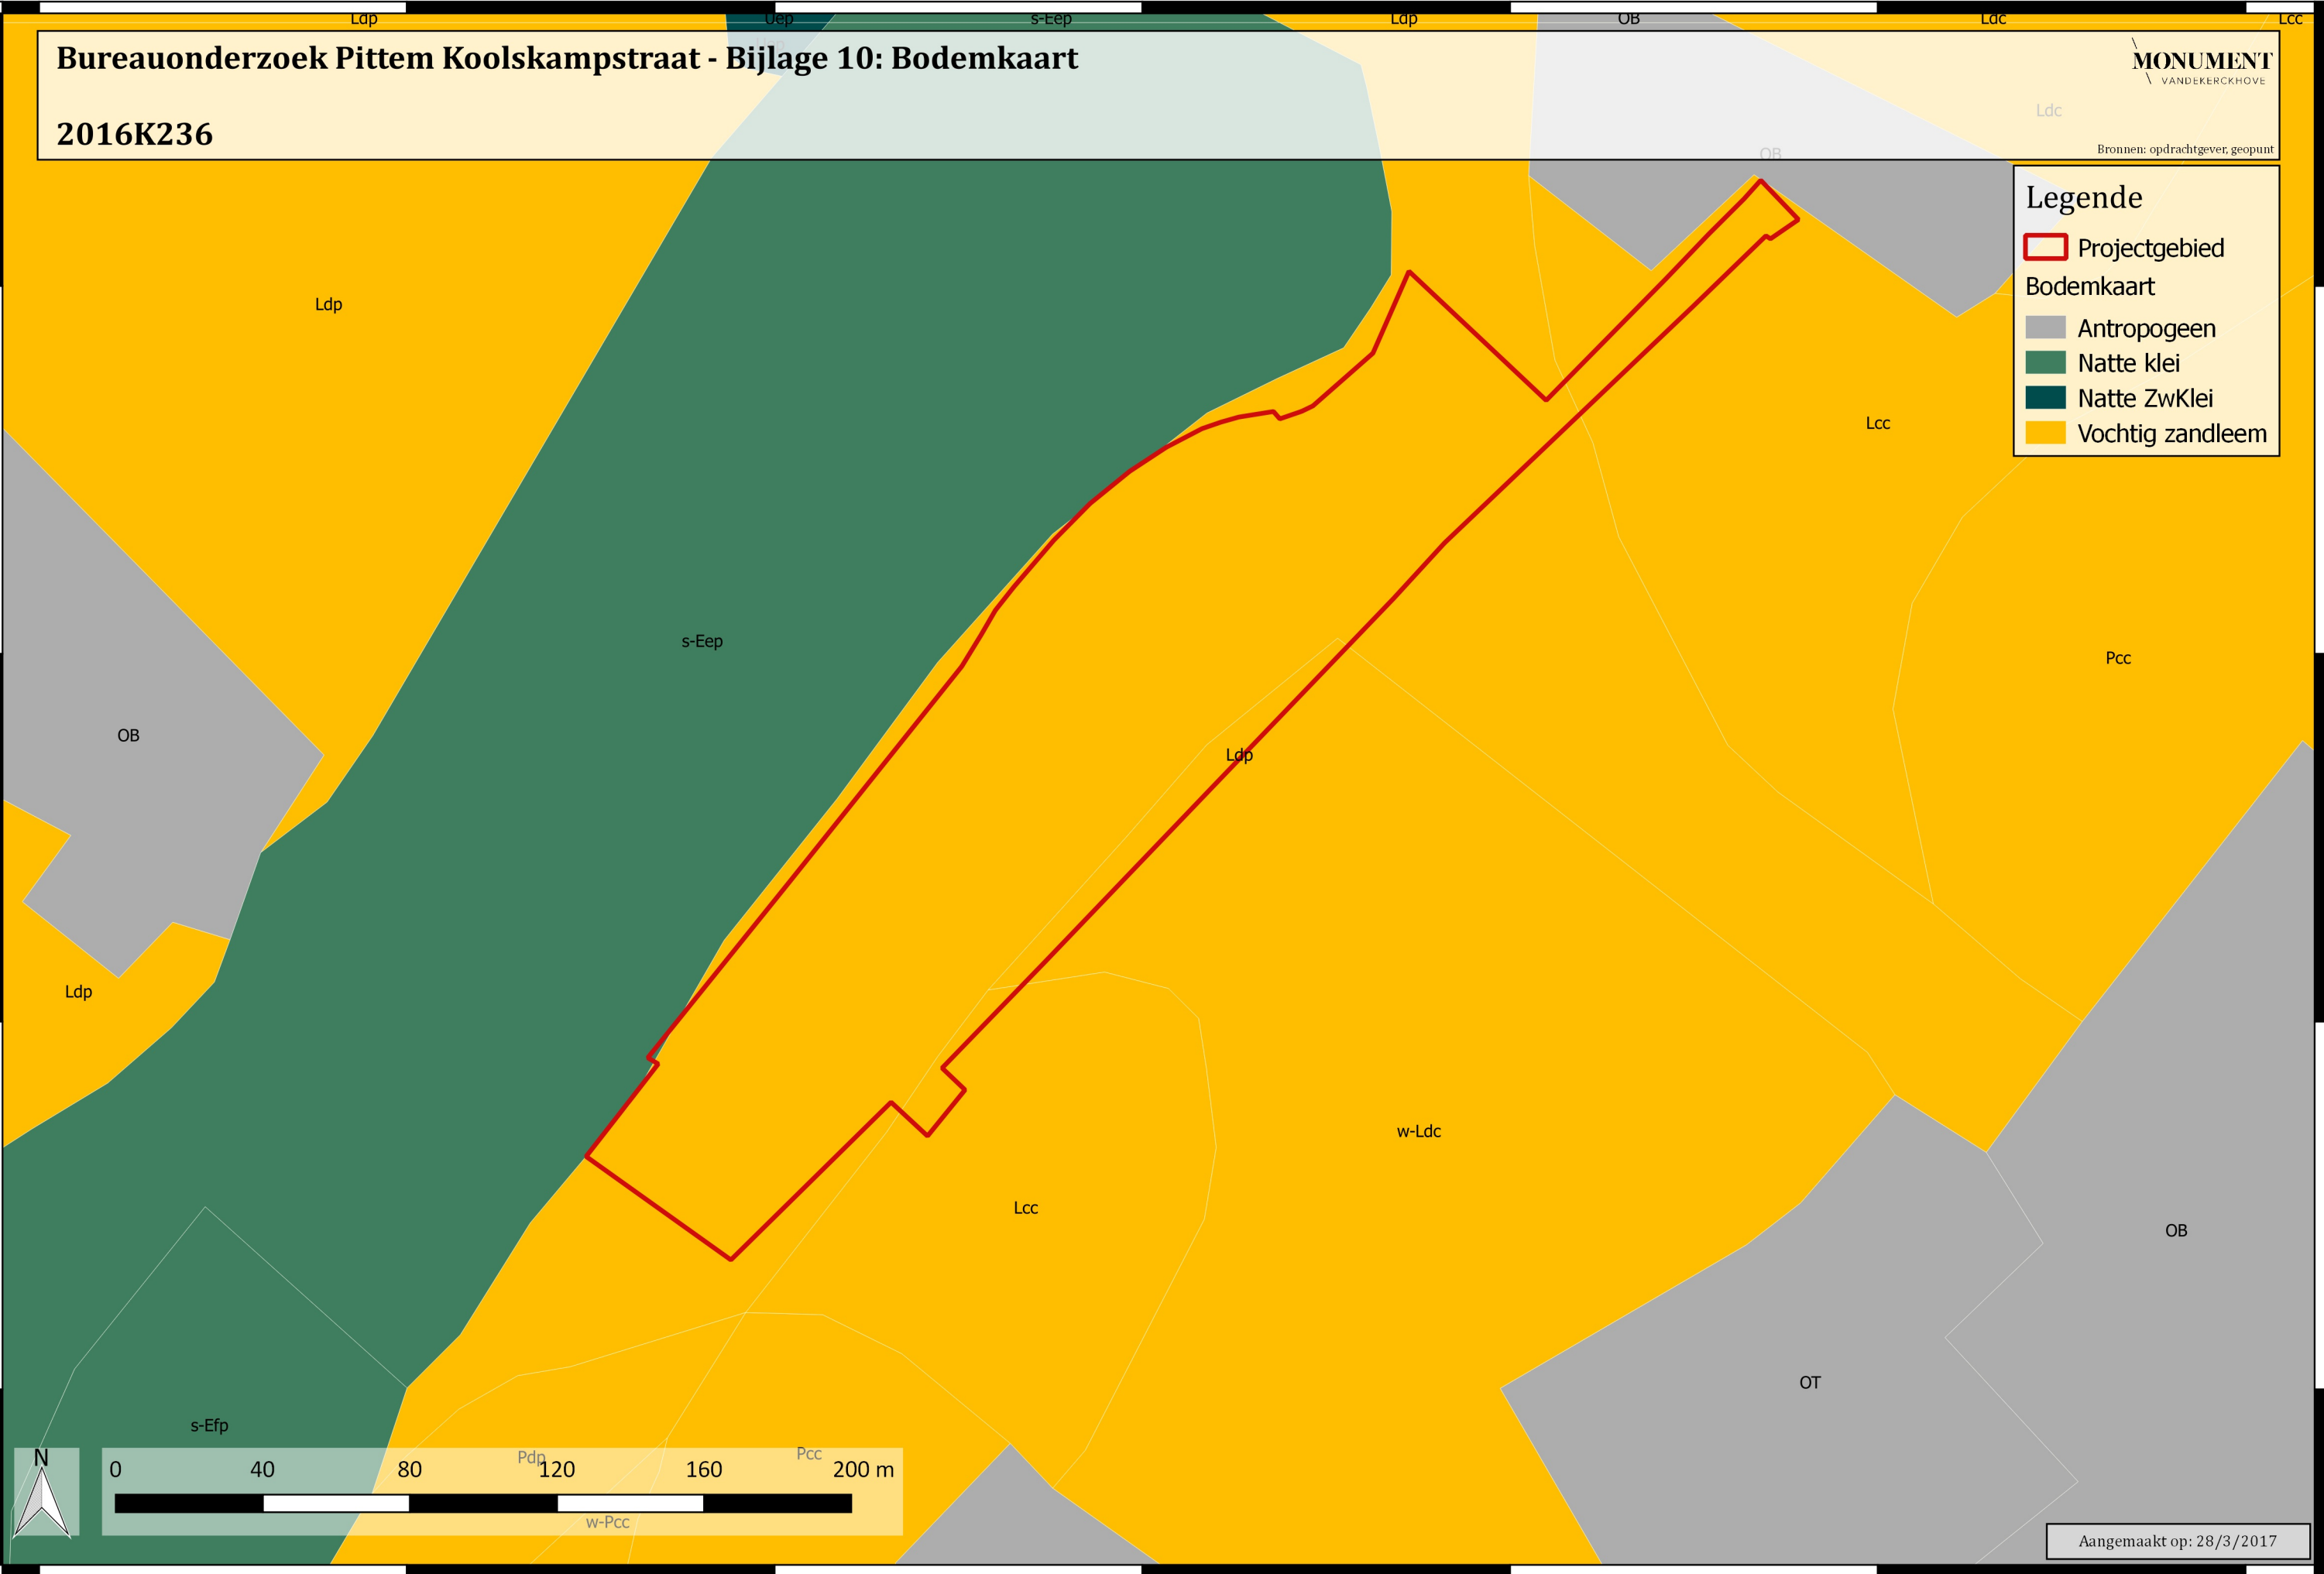 Ldp
Uep
s-Eep
Ldp
OB
Ldc
Lcc
Bureauonderzoek Pittem Koolskampstraat - Bijlage 10: Bodemkaart
2016K236
MONUMENT
VANDEKERCKHOVE
Ldc
OB
Bronnen: opdrachtgever, geopunt
Legende
Projectgebied
Bodemkaart
Antropogeen
Natte klei
Natte ZwKlei
Vochtig zandleem
Ldp
Lcc
s-Eep
Pcc
OB
Ldp
Ldp
w-Ldc
Lcc
OB
OT
s-Efp
Pdp
Pcc
N
0 40 80 120 160 200 m
w-Pcc
Aangemaakt op: 28/3/2017